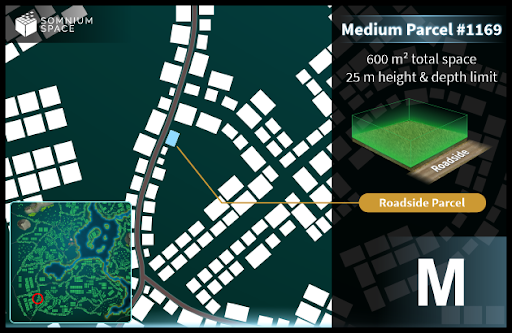 SOMNIUM
SPACE
Medium Parcel #1169
600 m² total space
25 m height & depth limit
Roadside
Roadside Parcel
M